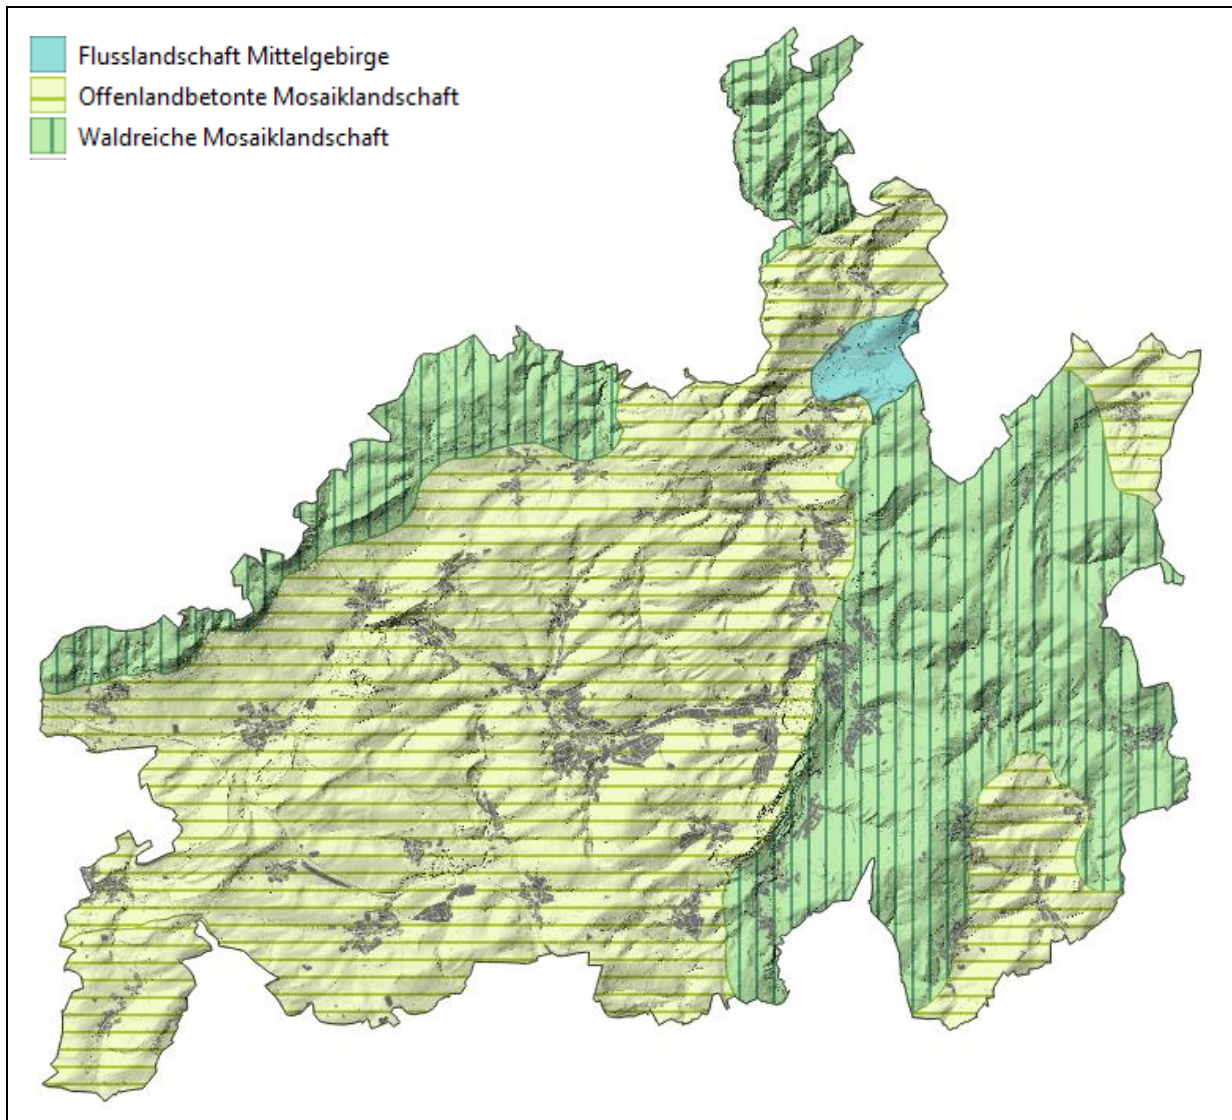 Flusslandschaft Mittelgebirge
Offenlandbetonte Mosaiklandschaft
Waldreiche Mosaiklandschaft